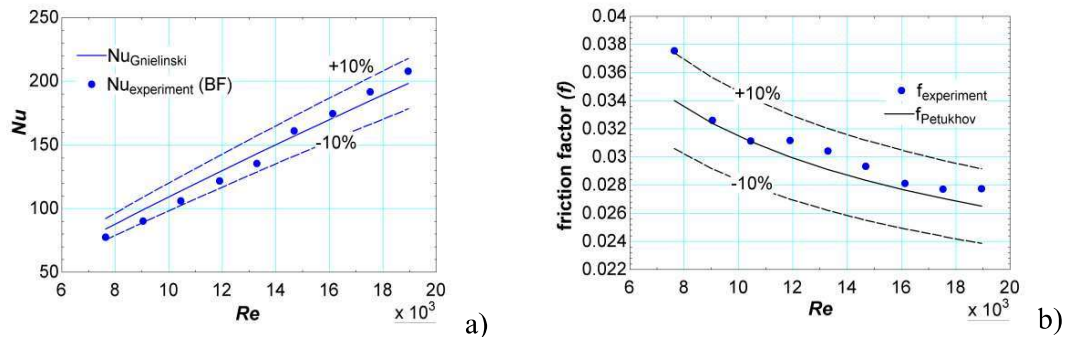 250
200
150
100
50
Nu
Nu_Gnielinski
Nu_experiment (BF)
+10%
-10%
6 8 10 12 14 16 18 20
Re
x 10^3
a)
0.04
0.038
0.036
0.034
0.032
0.03
0.028
0.026
0.024
0.022
friction factor (f)
+10%
f_experiment
f_Petukhov
-10%
6 8 10 12 14 16 18 20
Re
x 10^3
b)